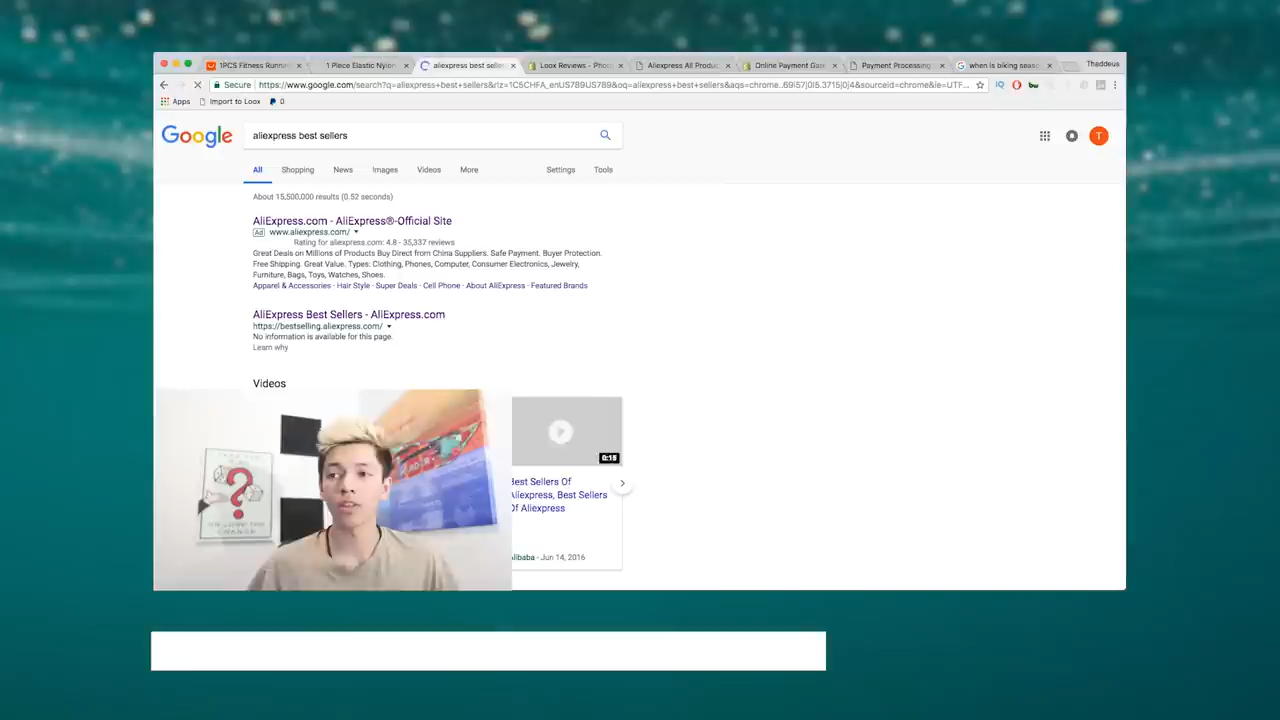 1PCS Fitness Runni
1 Piece Elastic Nylon
aliexpress best selle
Loox Reviews - Pho
Aliexpress All Produc
Online Payment Gate
Payment Processing
when is biking seaso
Thaddeus
Secure
https://www.google.com/search?q=aliexpress+best+sellers&rlz=1C5CHFA_enUS789US789&oq=aliexpress+best+sellers&aqs=chrome..69i57j0l5.3715j0j4&sourceid=chrome&ie=UTF...
Apps
Import to Loox
0
Google
aliexpress best sellers
T
All
Shopping
News
Images
Videos
More
Settings
Tools
About 15,500,000 results (0.52 seconds)
AliExpress.com - AliExpress®-Official Site
Ad www.aliexpress.com/
Rating for aliexpress.com: 4.8 - 35,337 reviews
Great Deals on Millions of Products Buy Direct from China Suppliers. Safe Payment. Buyer Protection.
Free Shipping. Great Value. Types: Clothing, Phones, Computer, Consumer Electronics, Jewelry,
Furniture, Bags, Toys, Watches, Shoes.
Apparel & Accessories · Hair Style · Super Deals · Cell Phone · About AliExpress · Featured Brands
AliExpress Best Sellers - AliExpress.com
https://bestselling.aliexpress.com/
No information is available for this page.
Learn why
Videos
0:15
Best Sellers Of
Aliexpress, Best Sellers
Of Aliexpress
Alibaba - Jun 14, 2016
CHANGE